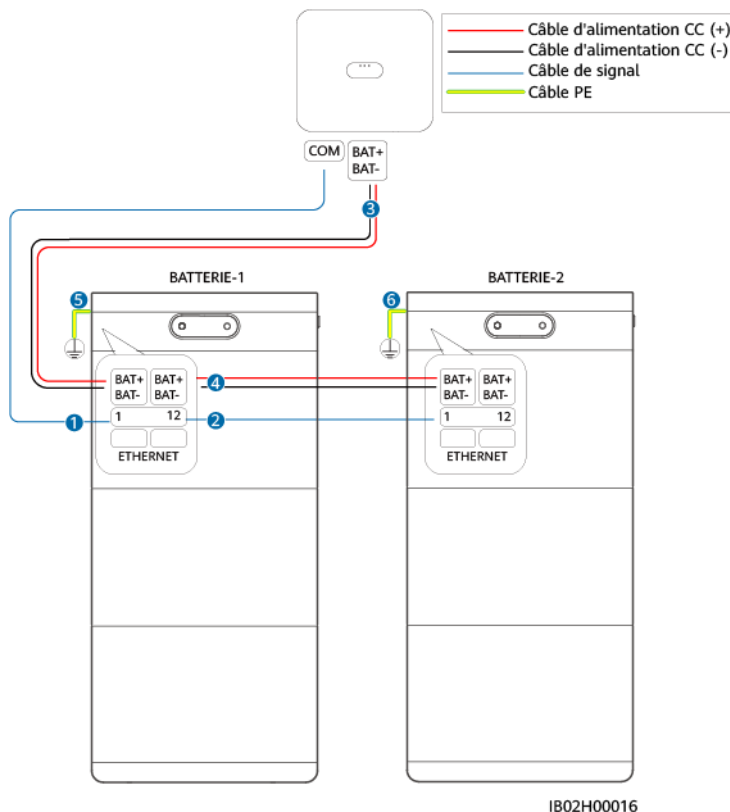 Câble d'alimentation CC (+)
Câble d'alimentation CC (-)
Câble de signal
Câble PE
COM
BAT+
BAT-
3
BATTERIE-1
BATTERIE-2
5
6
BAT+ BAT+
BAT- BAT-
4
BAT+ BAT+
BAT- BAT-
1
1 12
2
1 12
ETHERNET
ETHERNET
IB02H00016